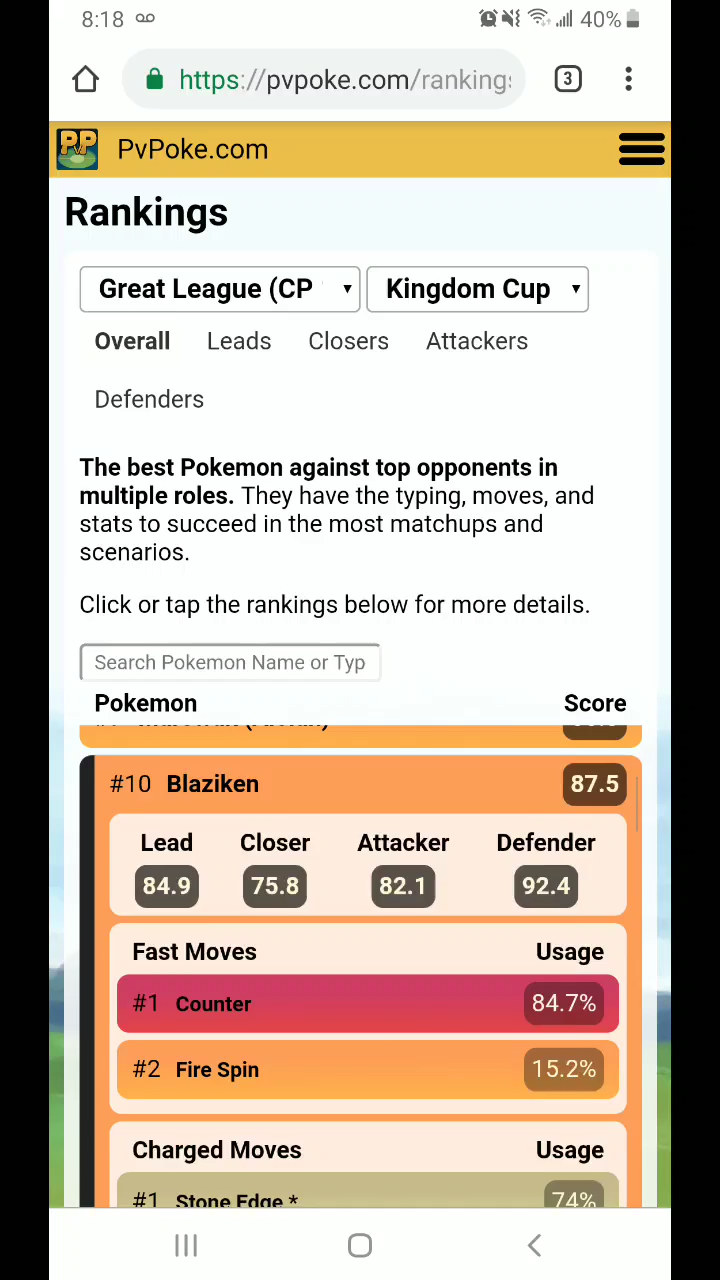 8:18
40%
https://pvpoke.com/rankings
3
PvPoke.com
Rankings
Great League (CP
Kingdom Cup
Overall Leads Closers Attackers
Defenders
The best Pokemon against top opponents in
multiple roles. They have the typing, moves, and
stats to succeed in the most matchups and
scenarios.
Click or tap the rankings below for more details.
Search Pokemon Name or Typ
Pokemon Score
#10 Blaziken 87.5
Lead Closer Attacker Defender
84.9 75.8 82.1 92.4
Fast Moves Usage
#1 Counter 84.7%
#2 Fire Spin 15.2%
Charged Moves Usage
#1 Stone Edge * 74%